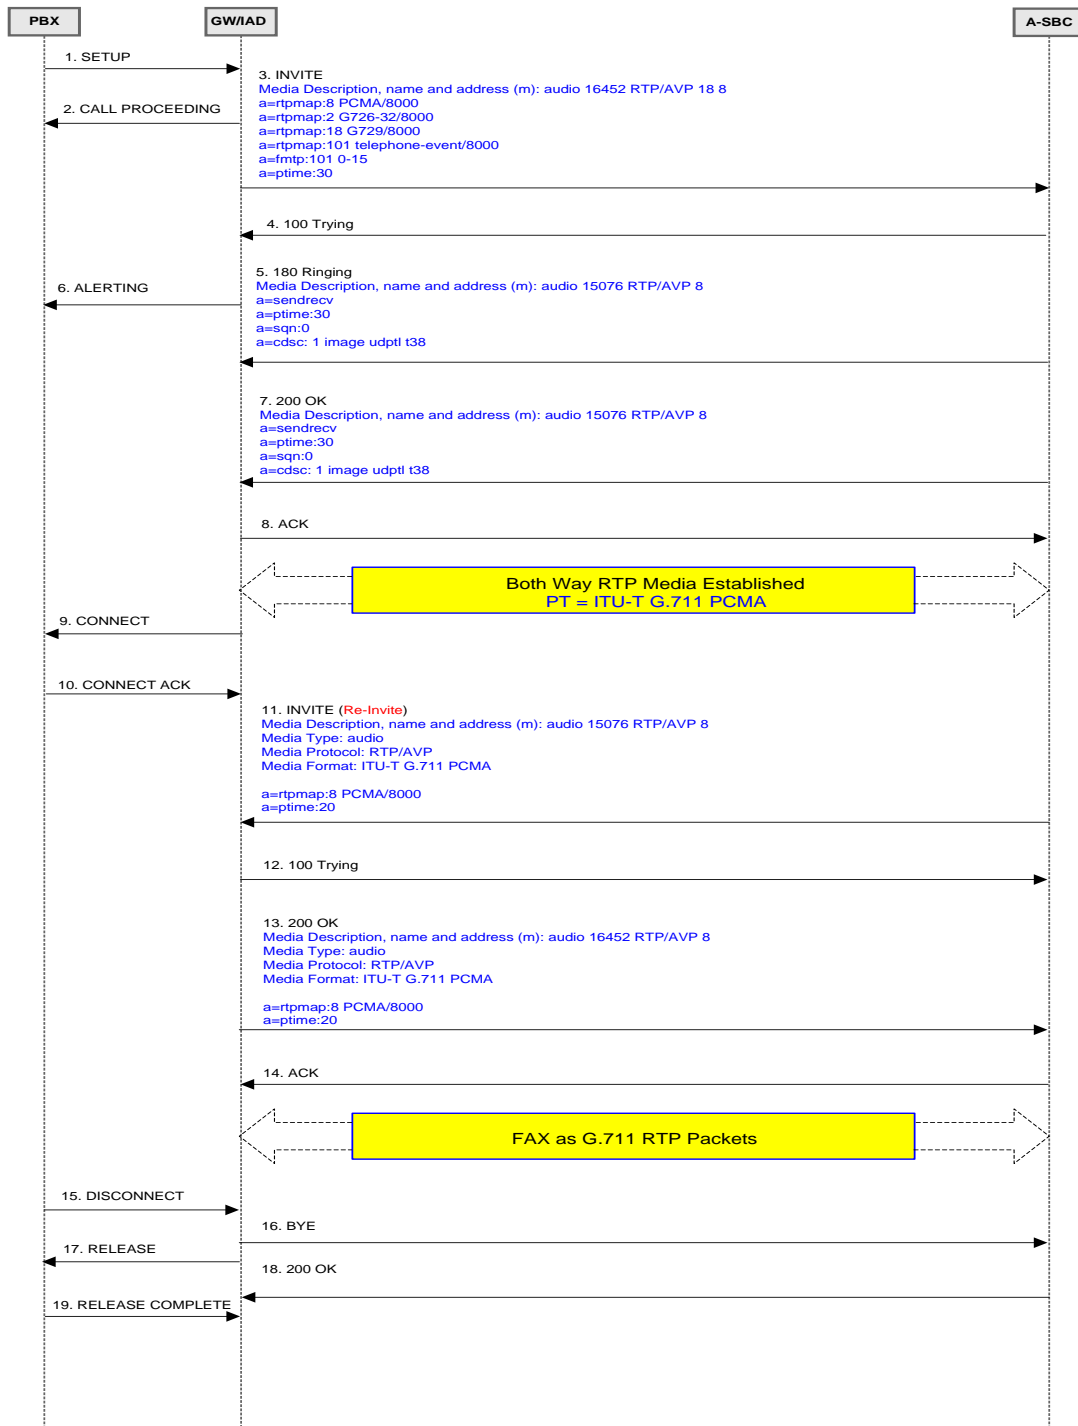 PBX
GW/IAD
A-SBC
1. SETUP
3. INVITE
Media Description, name and address (m): audio 16452 RTP/AVP 18 8
a=rtpmap:8 PCMA/8000
2. CALL PROCEEDING
a=rtpmap:2 G726-32/8000
a=rtpmap:18 G729/8000
a=rtpmap:101 telephone-event/8000
a=fmtp:101 0-15
a=ptime:30
4. 100 Trying
5. 180 Ringing
6. ALERTING
Media Description, name and address (m): audio 15076 RTP/AVP 8
a=sendrecv
a=ptime:30
a=sqn:0
a=cdsc: 1 image udptl t38
7. 200 OK
Media Description, name and address (m): audio 15076 RTP/AVP 8
a=sendrecv
a=ptime:30
a=sqn:0
a=cdsc: 1 image udptl t38
8. ACK
Both Way RTP Media Established
PT = ITU-T G.711 PCMA
9. CONNECT
10. CONNECT ACK
11. INVITE (Re-Invite)
Media Description, name and address (m): audio 15076 RTP/AVP 8
Media Type: audio
Media Protocol: RTP/AVP
Media Format: ITU-T G.711 PCMA
a=rtpmap:8 PCMA/8000
a=ptime:20
12. 100 Trying
13. 200 OK
Media Description, name and address (m): audio 16452 RTP/AVP 8
Media Type: audio
Media Protocol: RTP/AVP
Media Format: ITU-T G.711 PCMA
a=rtpmap:8 PCMA/8000
a=ptime:20
14. ACK
FAX as G.711 RTP Packets
15. DISCONNECT
16. BYE
17. RELEASE
18. 200 OK
19. RELEASE COMPLETE